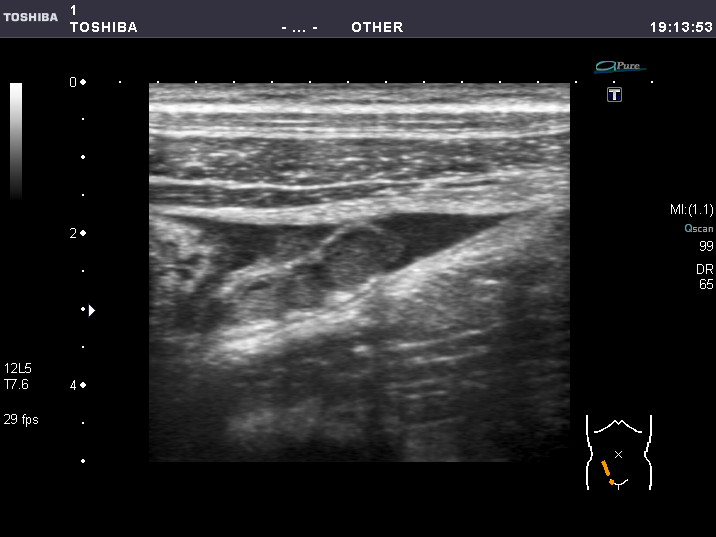 TOSHIBA
1
TOSHIBA
- ... -
OTHER
19:13:53
aPure
T
0
2
4
MI:(1.1)
Qscan
99
DR
65
12L5
T7.6
29 fps